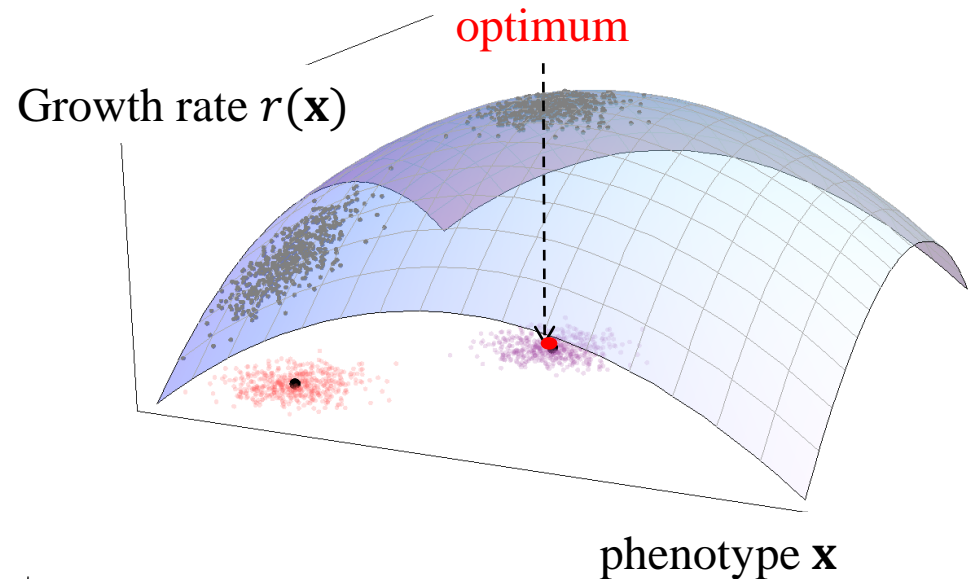 optimum
Growth rate 𝑟(𝐱)
phenotype 𝐱